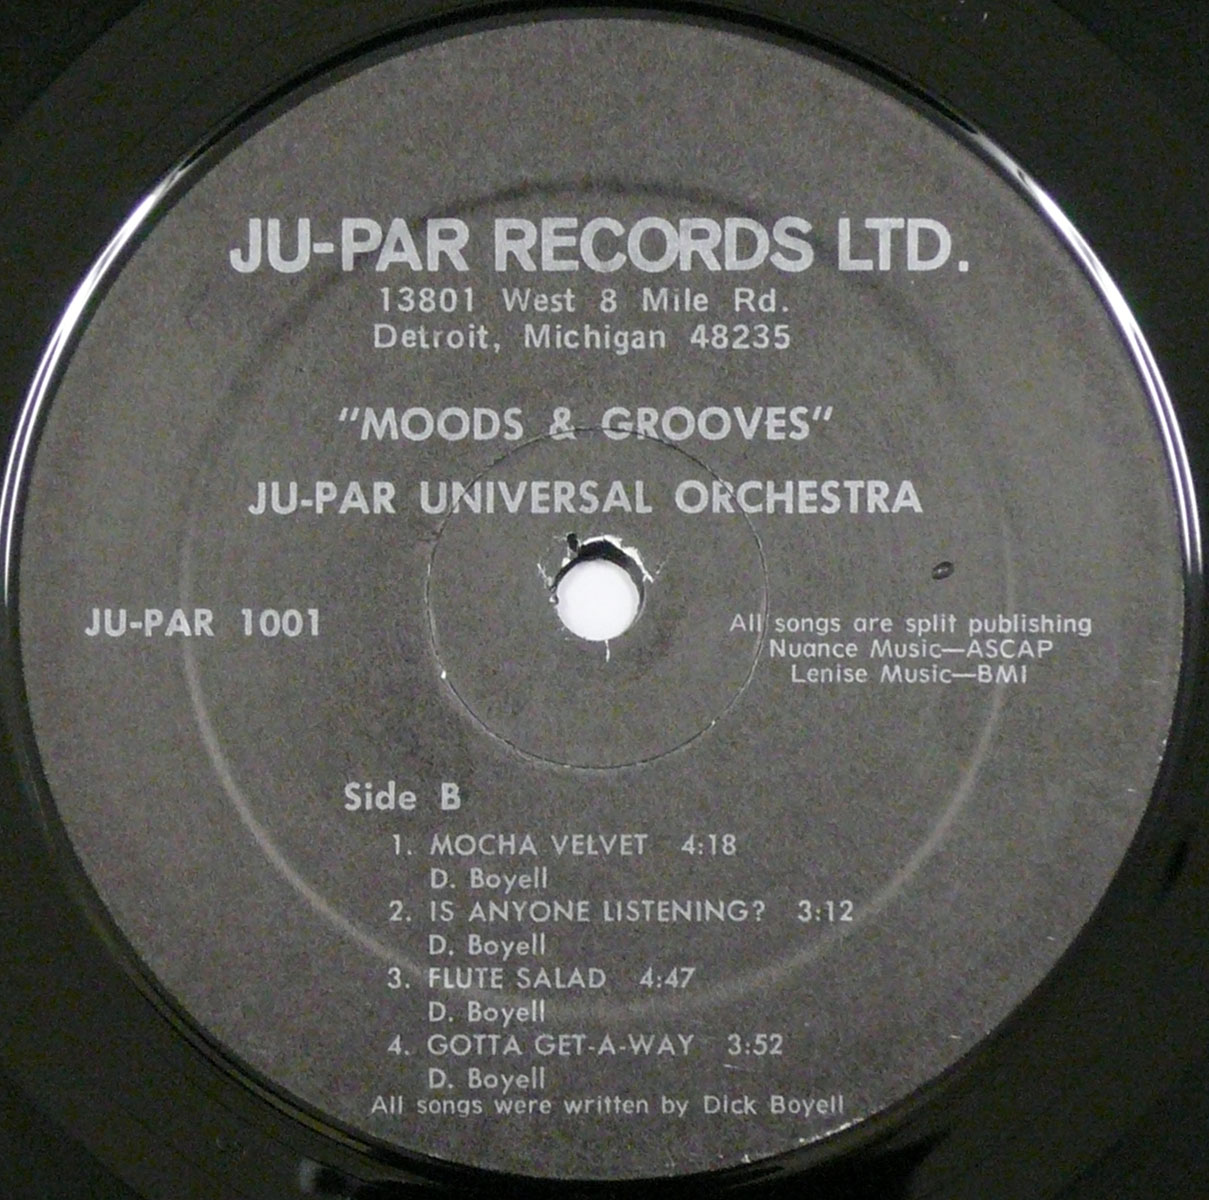 JU-PAR RECORDS LTD.
13801 West 8 Mile Rd.
Detroit, Michigan 48235
"MOODS & GROOVES"
JU-PAR UNIVERSAL ORCHESTRA
JU-PAR 1001
All songs are split publishing
Nuance Music—ASCAP
Lenise Music—BMI
Side B
1. MOCHA VELVET 4:18
D. Boyell
2. IS ANYONE LISTENING? 3:12
D. Boyell
3. FLUTE SALAD 4:47
D. Boyell
4. GOTTA GET-A-WAY 3:52
D. Boyell
All songs were written by Dick Boyell